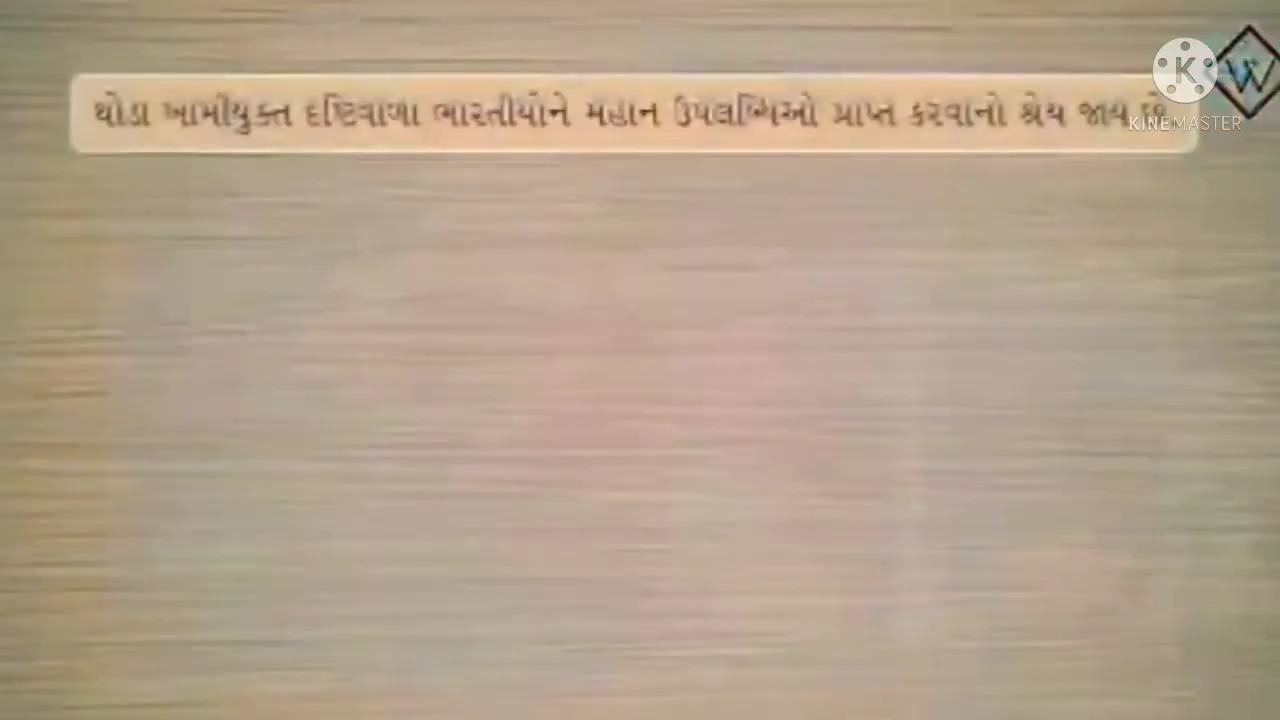 થોડા ખામીયુક્ત દૃષ્ટિવાળા ભારતીયોને મહાન ઉપલબ્ધિઓ પ્રાપ્ત કરવાનો શ્રેય જાય છે
K
W
KINEMASTER